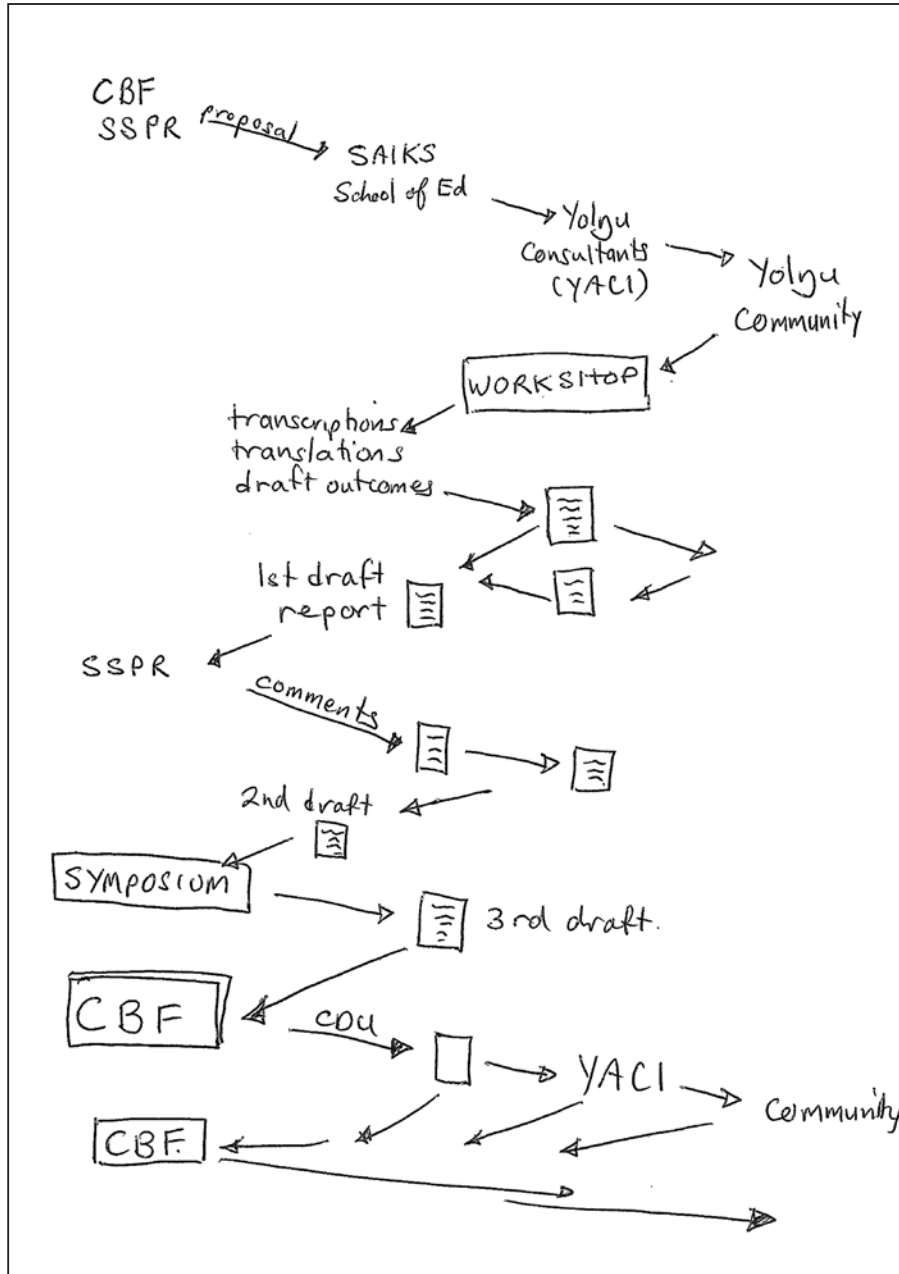 CBF
SSPR
proposal
SAIKS
School of Ed
Yolŋu
Consultants
(YACI)
Yolŋu
Community
WORKSHOP
transcriptions
translations
draft outcomes
1st draft
report
SSPR
comments
2nd draft
SYMPOSIUM
3rd draft.
CBF
CDU
YACI
Community
CBF.